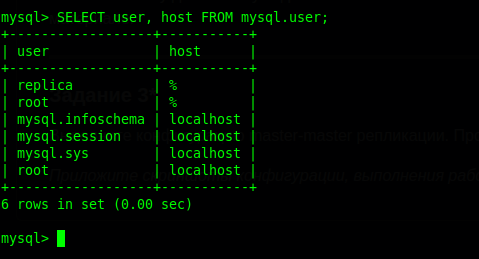 mysql> SELECT user, host FROM mysql.user;
+------------------+-----------+
| user             | host      |
+------------------+-----------+
| replica          | %         |
| root             | %         |
| mysql.infoschema | localhost |
| mysql.session    | localhost |
| mysql.sys        | localhost |
| root             | localhost |
+------------------+-----------+
6 rows in set (0.00 sec)
mysql>